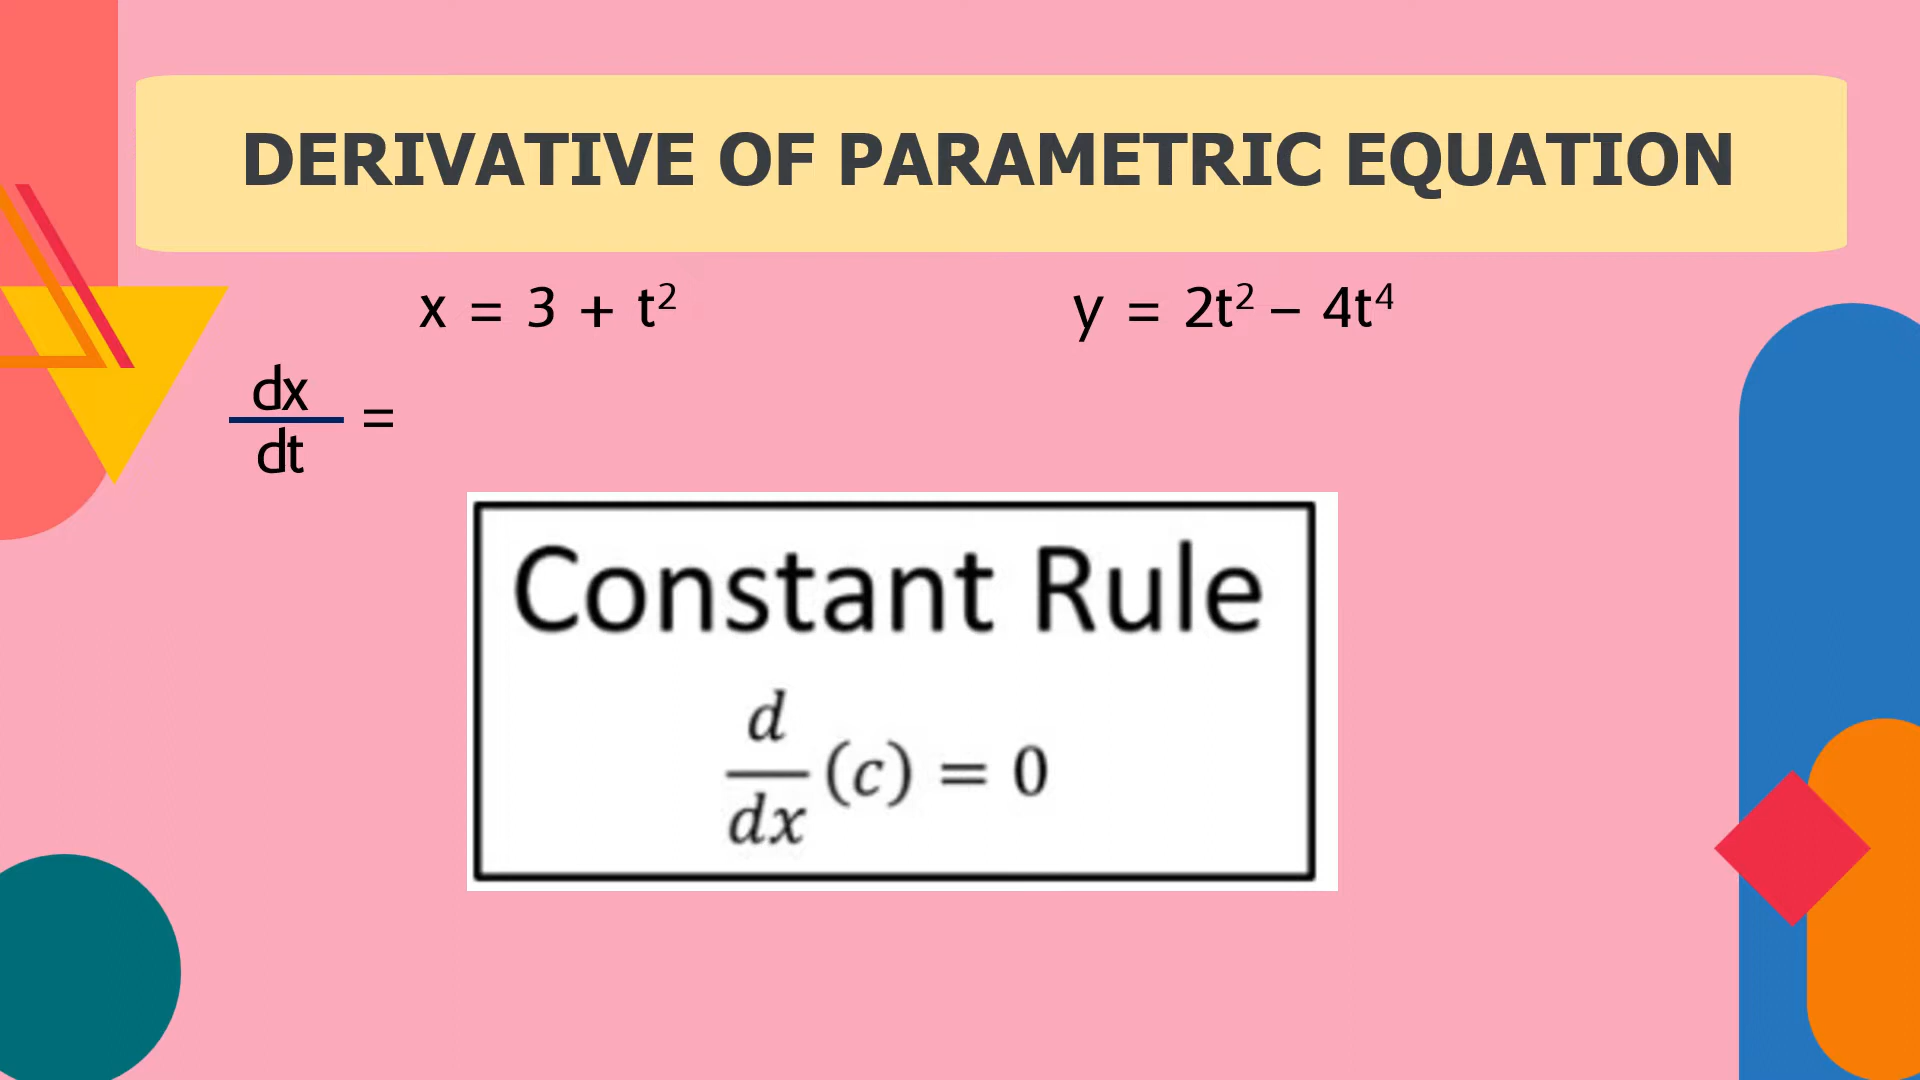 DERIVATIVE OF PARAMETRIC EQUATION
x = 3 + t² y = 2t² – 4t⁴
dx
dt
=
Constant Rule
d
dx
(c) = 0